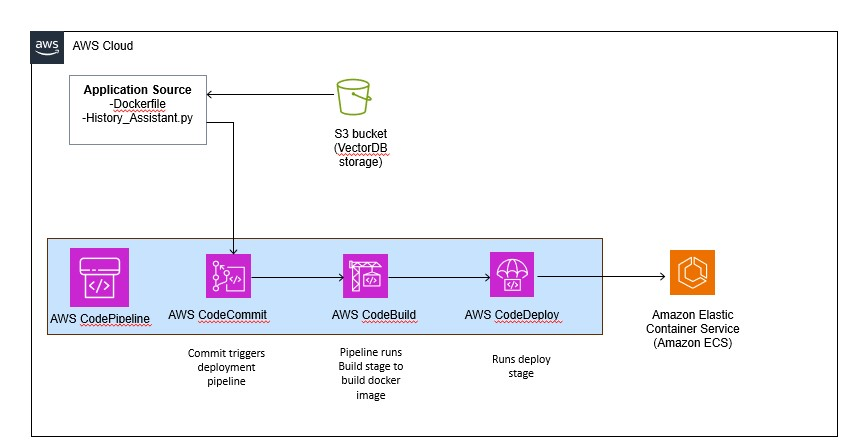 aws
AWS Cloud
Application Source
-Dockerfile
-History_Assistant.py
S3 bucket
(VectorDB
storage)
AWS CodePipeline
AWS CodeCommit
AWS CodeBuild
AWS CodeDeploy
Amazon Elastic
Container Service
(Amazon ECS)
Commit triggers
deployment
pipeline
Pipeline runs
Build stage to
build docker
image
Runs deploy
stage